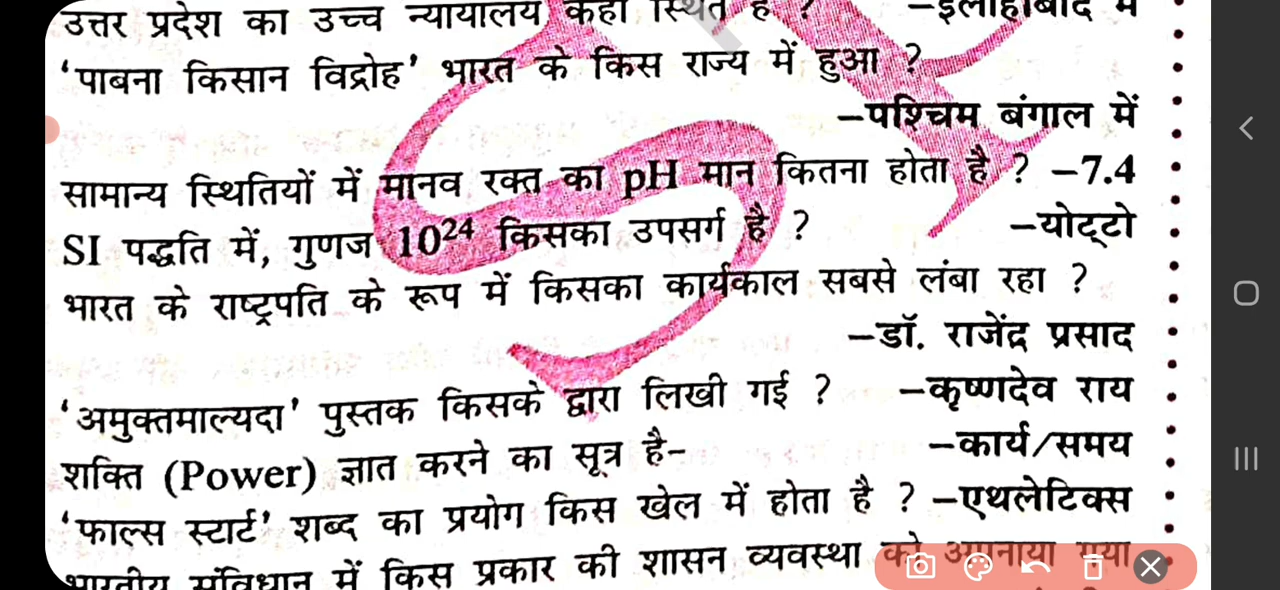 उत्तर प्रदेश का उच्च न्यायालय कहाँ स्थित है ? –इलाहाबाद में
'पाबना किसान विद्रोह' भारत के किस राज्य में हुआ ?
–पश्चिम बंगाल में
सामान्य स्थितियों में मानव रक्त का pH मान कितना होता है ? –7.4
SI पद्धति में, गुणज 10²⁴ किसका उपसर्ग है ? –योट्टो
भारत के राष्ट्रपति के रूप में किसका कार्यकाल सबसे लंबा रहा ?
–डॉ. राजेंद्र प्रसाद
'अमुक्तमाल्यदा' पुस्तक किसके द्वारा लिखी गई ? –कृष्णदेव राय
शक्ति (Power) ज्ञात करने का सूत्र है– –कार्य/समय
'फाल्स स्टार्ट' शब्द का प्रयोग किस खेल में होता है ? –एथलेटिक्स
भारतीय संविधान में किस प्रकार की शासन व्यवस्था को अपनाया गया